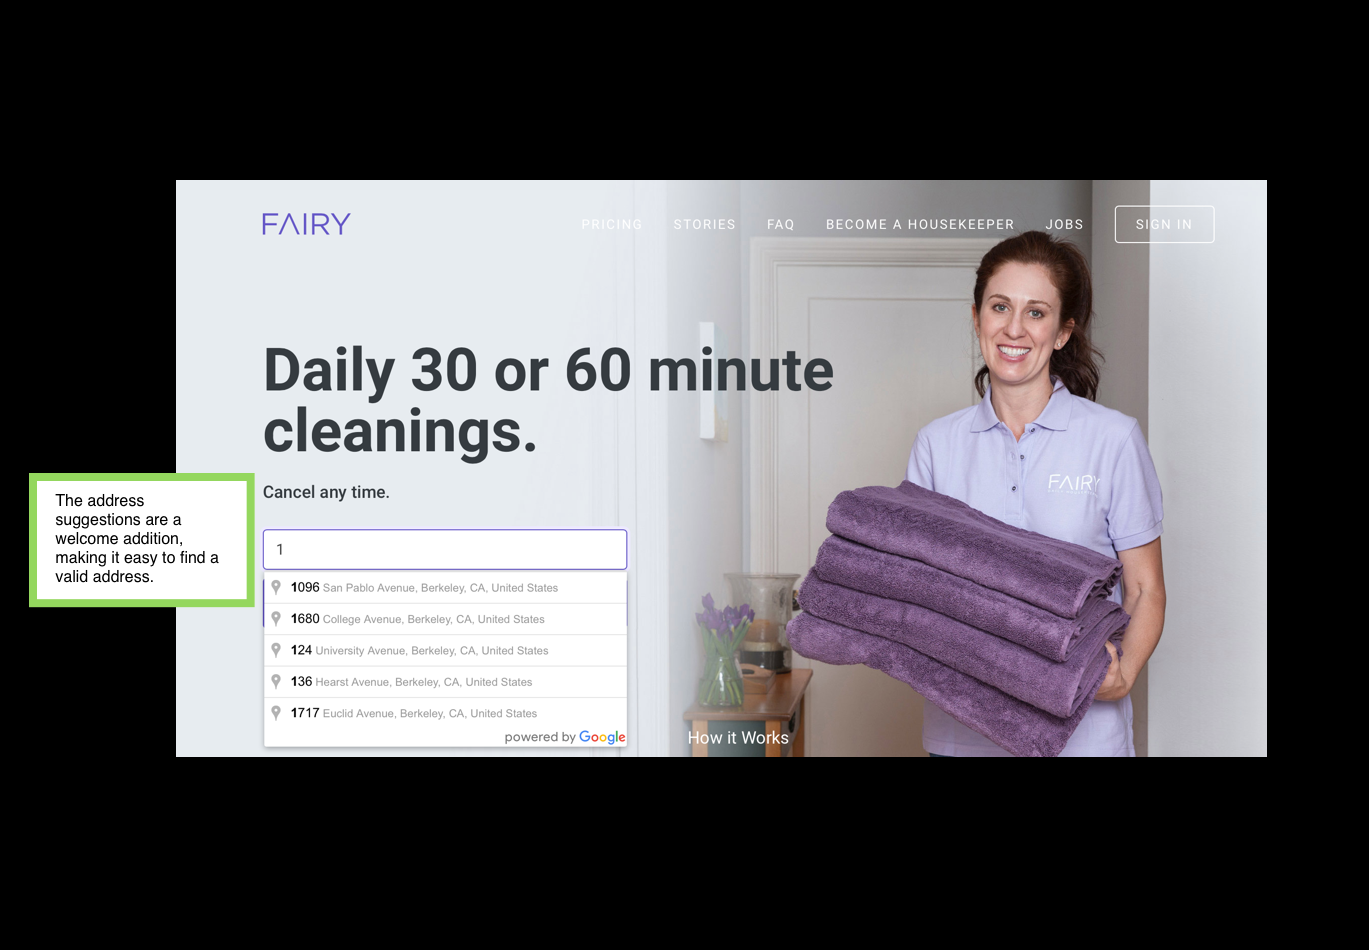 FAIRY
PRICING STORIES FAQ BECOME A HOUSEKEEPER JOBS SIGN IN
Daily 30 or 60 minute
cleanings.
Cancel any time.
The address
suggestions are a
welcome addition,
making it easy to find a
valid address.
1
1096 San Pablo Avenue, Berkeley, CA, United States
1680 College Avenue, Berkeley, CA, United States
124 University Avenue, Berkeley, CA, United States
136 Hearst Avenue, Berkeley, CA, United States
1717 Euclid Avenue, Berkeley, CA, United States
powered by Google
How it Works
FAIRY